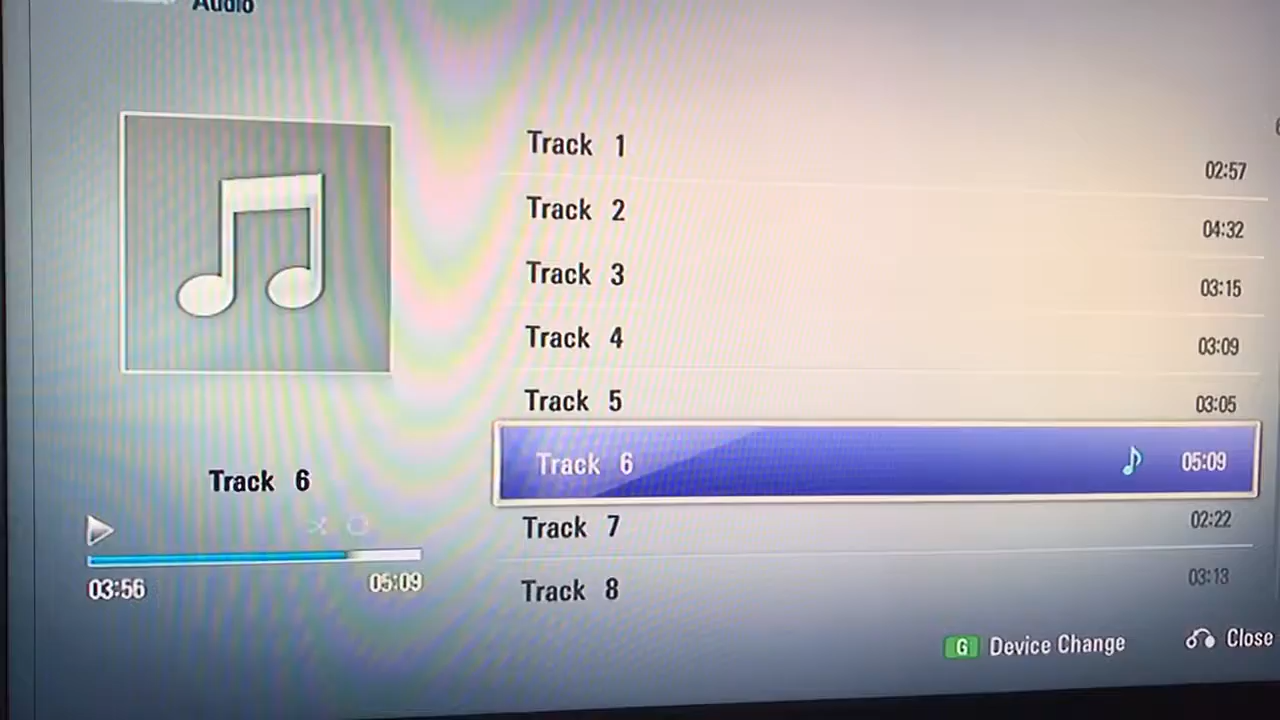 Audio
Track 1 02:57
Track 2 04:32
Track 3 03:15
Track 4 03:09
Track 5 03:05
Track 6 05:09
Track 7 02:22
Track 8 03:13
Track 6
03:56 05:09
G Device Change Close